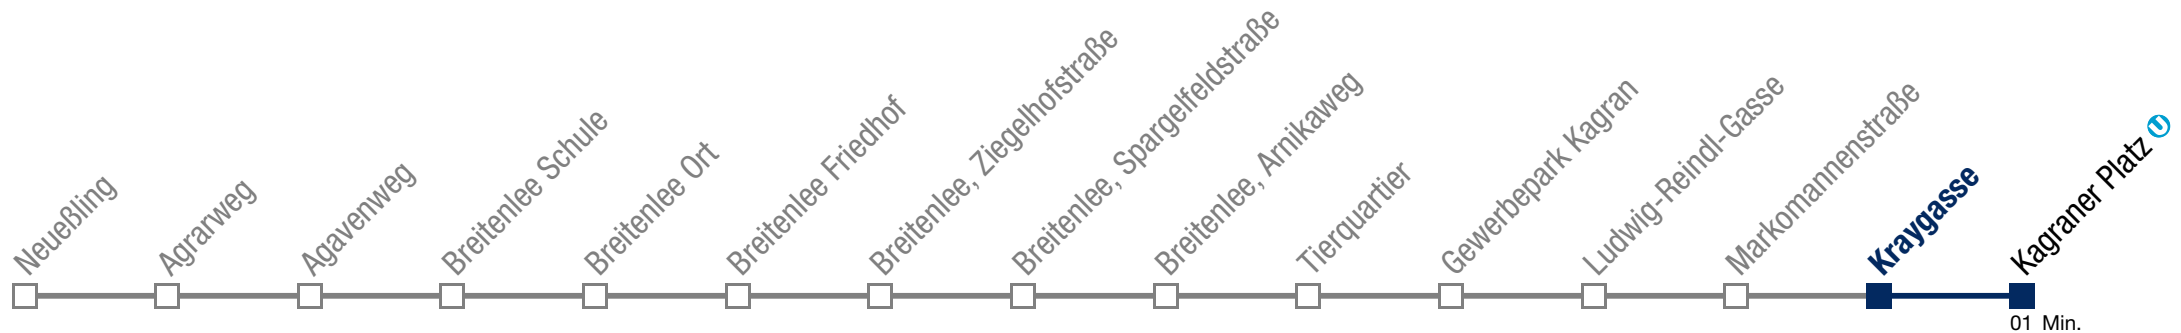 Neueßling
Agrarweg
Agavenweg
Breitenlee Schule
Breitenlee Ort
Breitenlee Friedhof
Breitenlee, Ziegelhofstraße
Breitenlee, Spargelfeldstraße
Breitenlee, Arnikaweg
Tierquartier
Gewerbepark Kagran
Ludwig-Reindl-Gasse
Markomannenstraße
Kraygasse
Kagraner Platz U
01 Min.